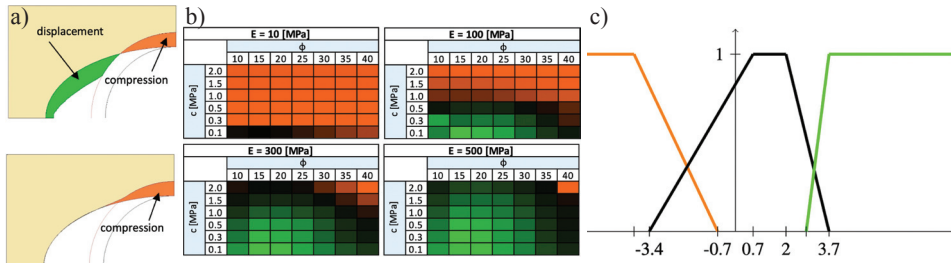 a)
displacement
compression
compression
b)
E = 10 [MPa]
ϕ
10 15 20 25 30 35 40
c [MPa]
2.0
1.5
1.0
0.5
0.3
0.1
E = 100 [MPa]
ϕ
10 15 20 25 30 35 40
c [MPa]
2.0
1.5
1.0
0.5
0.3
0.1
E = 300 [MPa]
ϕ
10 15 20 25 30 35 40
c [MPa]
2.0
1.5
1.0
0.5
0.3
0.1
E = 500 [MPa]
ϕ
10 15 20 25 30 35 40
c [MPa]
2.0
1.5
1.0
0.5
0.3
0.1
c)
1
-3.4 -0.7 0.7 2 3.7